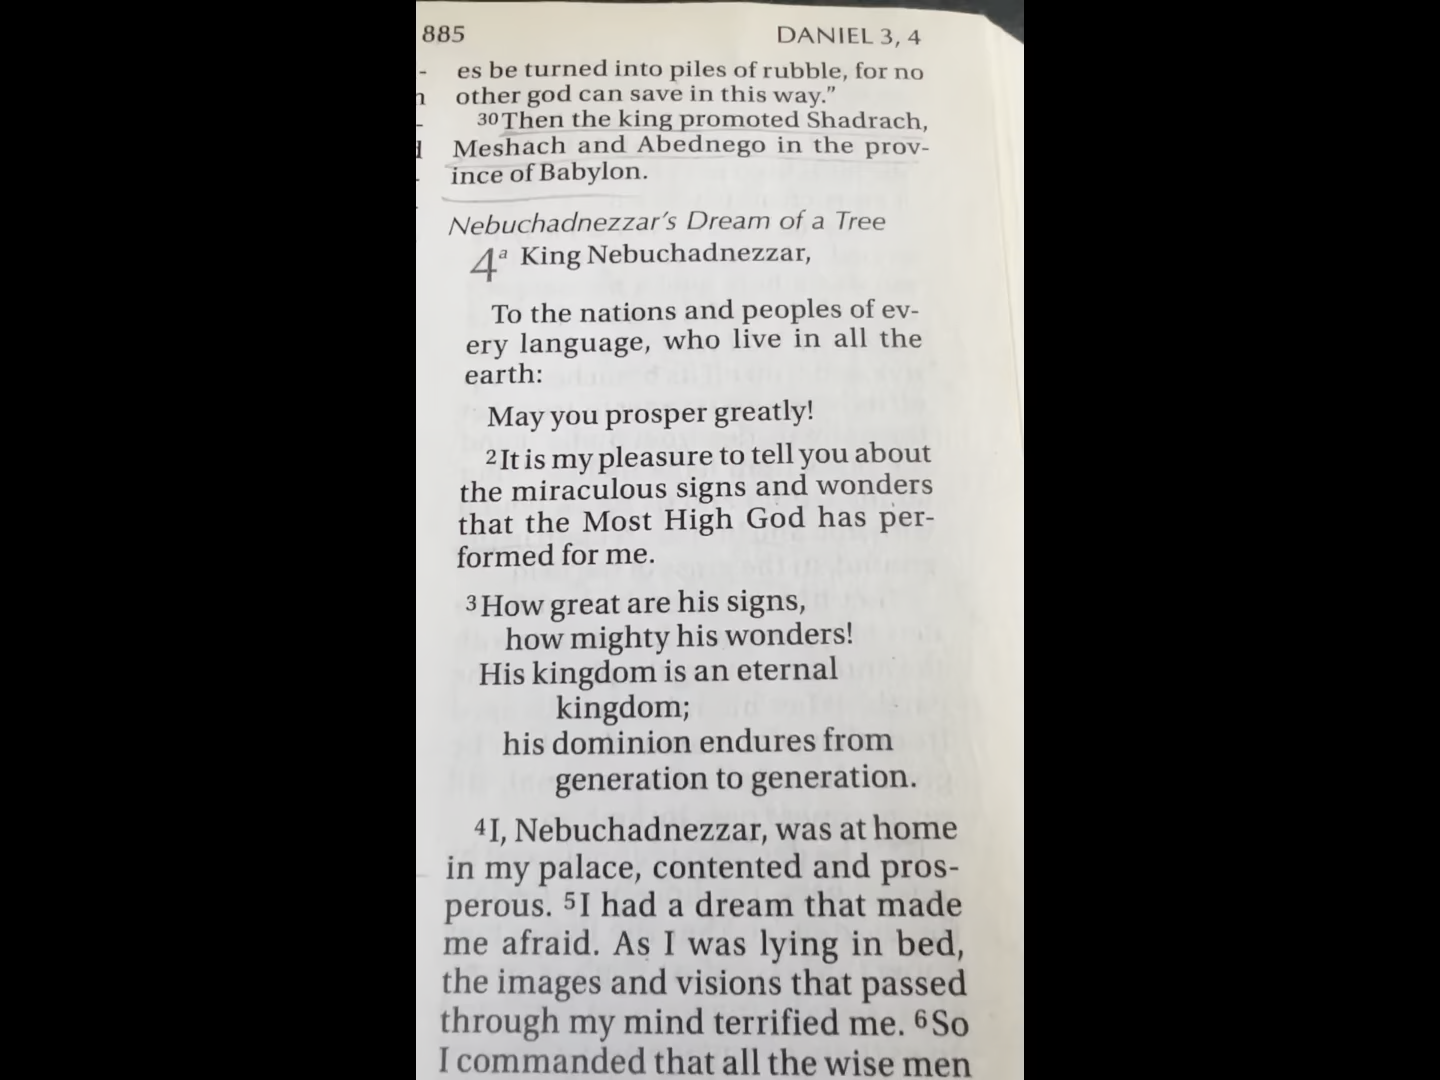 885 DANIEL 3, 4
es be turned into piles of rubble, for no
other god can save in this way.”
30Then the king promoted Shadrach,
Meshach and Abednego in the prov-
ince of Babylon.
Nebuchadnezzar’s Dream of a Tree
4a King Nebuchadnezzar,
To the nations and peoples of ev-
ery language, who live in all the
earth:
May you prosper greatly!
2It is my pleasure to tell you about
the miraculous signs and wonders
that the Most High God has per-
formed for me.
3How great are his signs,
how mighty his wonders!
His kingdom is an eternal
kingdom;
his dominion endures from
generation to generation.
4I, Nebuchadnezzar, was at home
in my palace, contented and pros-
perous. 5I had a dream that made
me afraid. As I was lying in bed,
the images and visions that passed
through my mind terrified me. 6So
I commanded that all the wise men